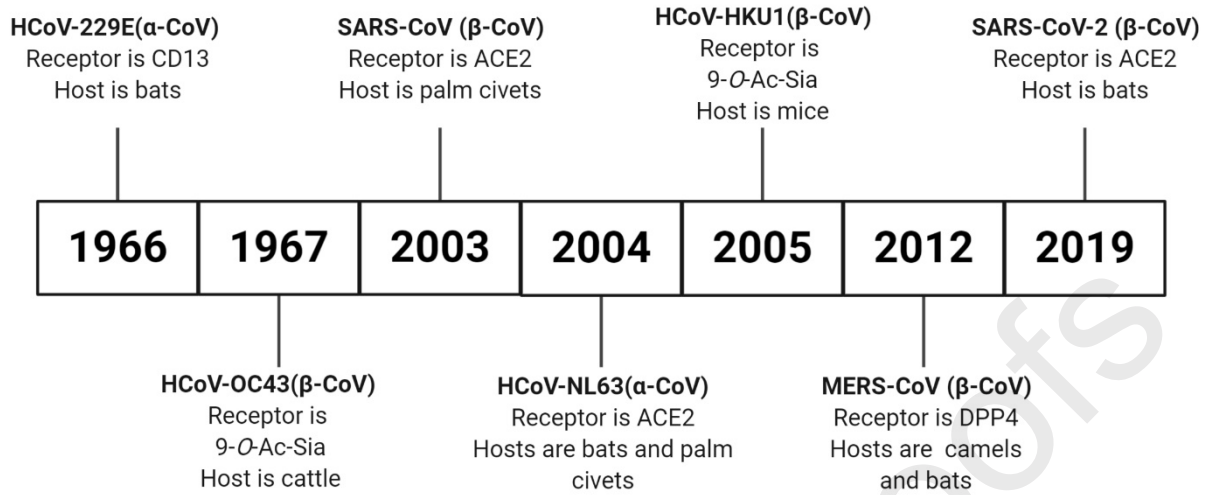 HCoV-229E(α-CoV)
Receptor is CD13
Host is bats
SARS-CoV (β-CoV)
Receptor is ACE2
Host is palm civets
HCoV-HKU1(β-CoV)
Receptor is
9-O-Ac-Sia
Host is mice
SARS-CoV-2 (β-CoV)
Receptor is ACE2
Host is bats
1966 1967 2003 2004 2005 2012 2019
HCoV-OC43(β-CoV)
Receptor is
9-O-Ac-Sia
Host is cattle
HCoV-NL63(α-CoV)
Receptor is ACE2
Hosts are bats and palm
civets
MERS-CoV (β-CoV)
Receptor is DPP4
Hosts are camels
and bats
oofs